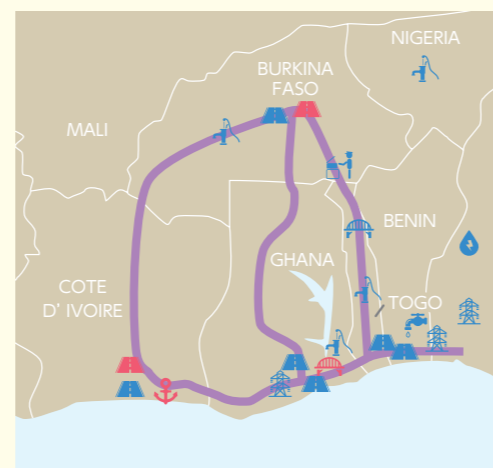 NIGERIA
BURKINA
FASO
MALI
BENIN
GHANA
COTE
D' IVOIRE
TOGO